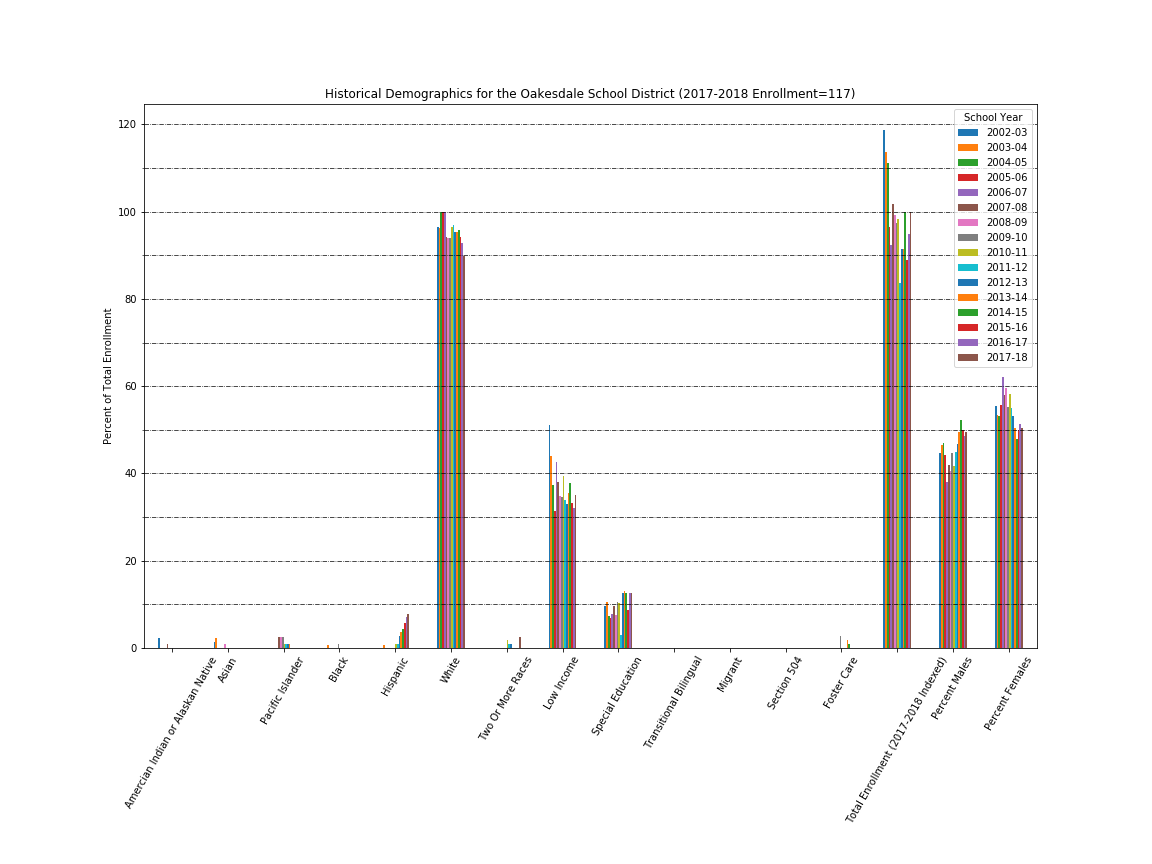 Historical Demographics for the Oakesdale School District (2017-2018 Enrollment=117)
Percent of Total Enrollment
120
100
80
60
40
20
0
School Year
2002-03
2003-04
2004-05
2005-06
2006-07
2007-08
2008-09
2009-10
2010-11
2011-12
2012-13
2013-14
2014-15
2015-16
2016-17
2017-18
Amercian Indian or Alaskan Native
Asian
Pacific Islander
Black
Hispanic
White
Two Or More Races
Low Income
Special Education
Transitional Bilingual
Migrant
Section 504
Foster Care
Total Enrollment (2017-2018 Indexed)
Percent Males
Percent Females